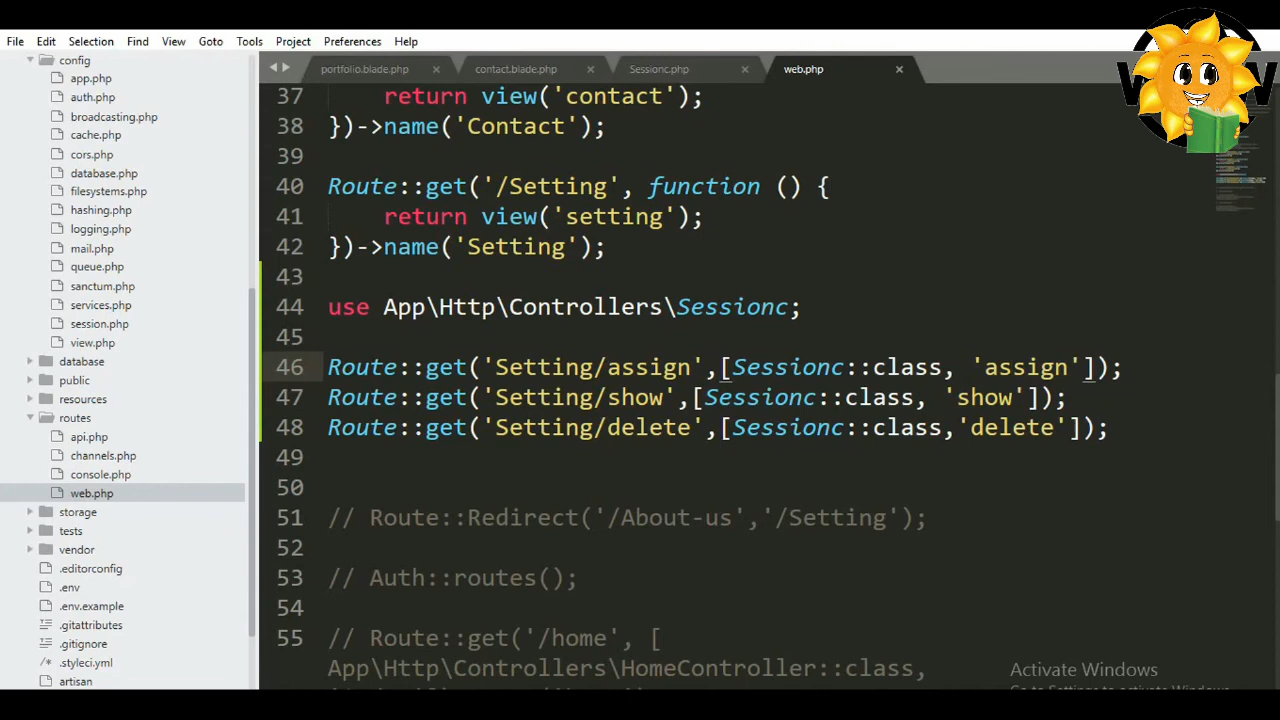 File Edit Selection Find View Goto Tools Project Preferences Help
config
app.php
auth.php
broadcasting.php
cache.php
cors.php
database.php
filesystems.php
hashing.php
logging.php
mail.php
queue.php
sanctum.php
services.php
session.php
view.php
database
public
resources
routes
api.php
channels.php
console.php
web.php
storage
tests
vendor
.editorconfig
.env
.env.example
.gitattributes
.gitignore
.styleci.yml
artisan
portfolio.blade.php contact.blade.php Sessionc.php web.php
37 return view('contact');
38 })->name('Contact');
39
40 Route::get('/Setting', function () {
41 return view('setting');
42 })->name('Setting');
43
44 use App\Http\Controllers\Sessionc;
45
46 Route::get('Setting/assign',[Sessionc::class, 'assign']);
47 Route::get('Setting/show',[Sessionc::class, 'show']);
48 Route::get('Setting/delete',[Sessionc::class,'delete']);
49
50
51 // Route::Redirect('/About-us','/Setting');
52
53 // Auth::routes();
54
55 // Route::get('/home', [
App\Http\Controllers\HomeController::class,
Activate Windows
Go to Settings to activate Windows.